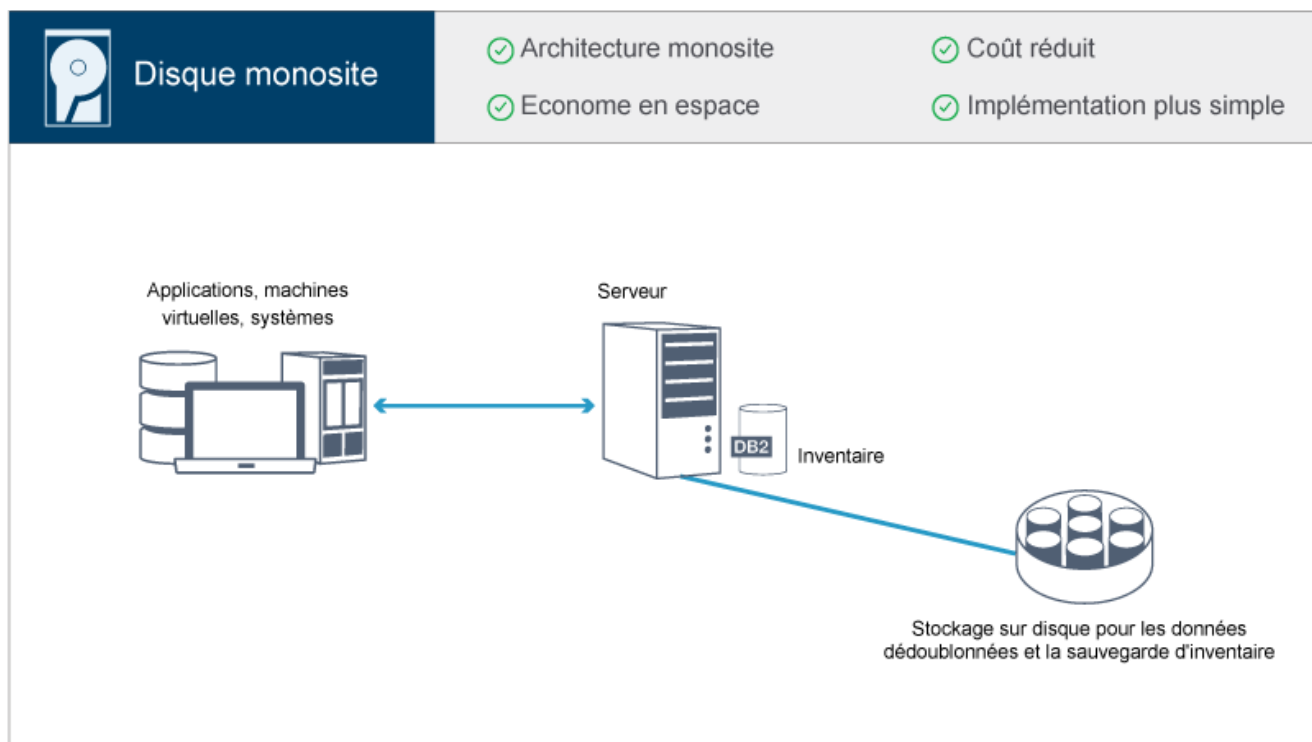 Disque monosite
Architecture monosite
Coût réduit
Econome en espace
Implémentation plus simple
Applications, machines
virtuelles, systèmes
Serveur
DB2
Inventaire
Stockage sur disque pour les données
dédoublonnées et la sauvegarde d'inventaire